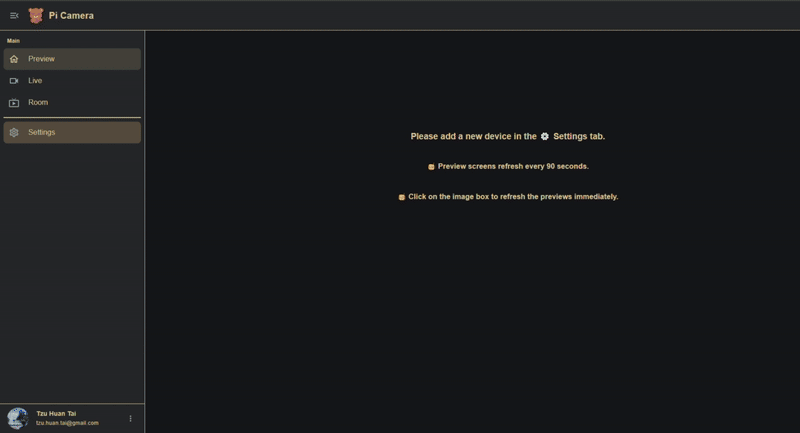 Pi Camera
Main
Preview
Live
Room
Settings
Please add a new device in the Settings tab.
Preview screens refresh every 90 seconds.
Click on the image box to refresh the previews immediately.
Tzu Huan Tai
tzu.huan.tai@gmail.com